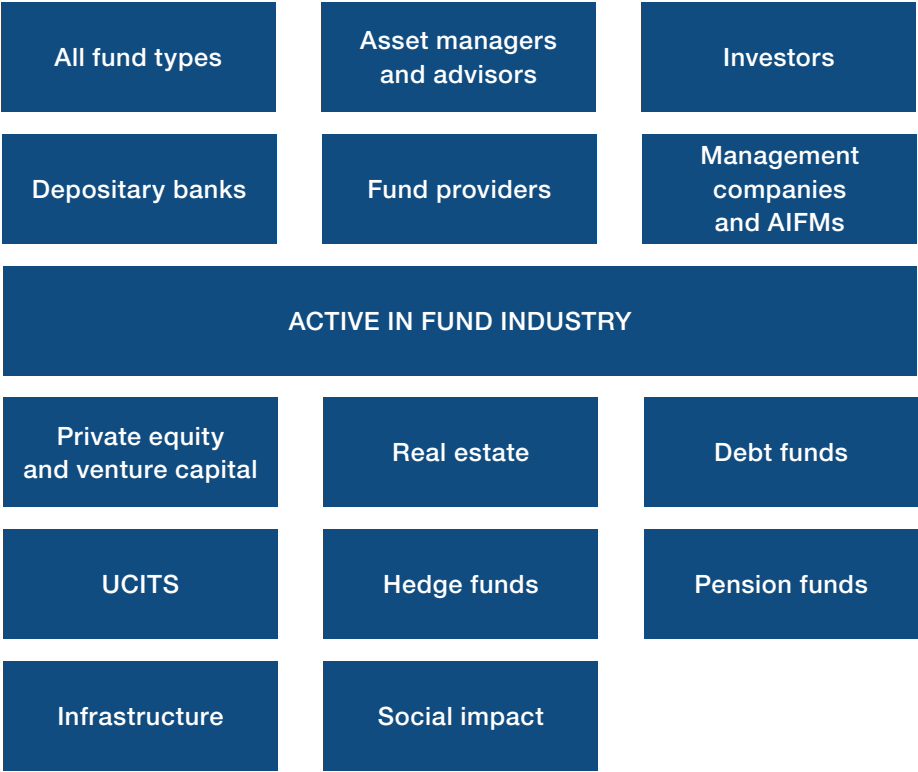 All fund types
Asset managers
and advisors
Investors
Depositary banks
Fund providers
Management
companies
and AIFMs
ACTIVE IN FUND INDUSTRY
Private equity
and venture capital
Real estate
Debt funds
UCITS
Hedge funds
Pension funds
Infrastructure
Social impact